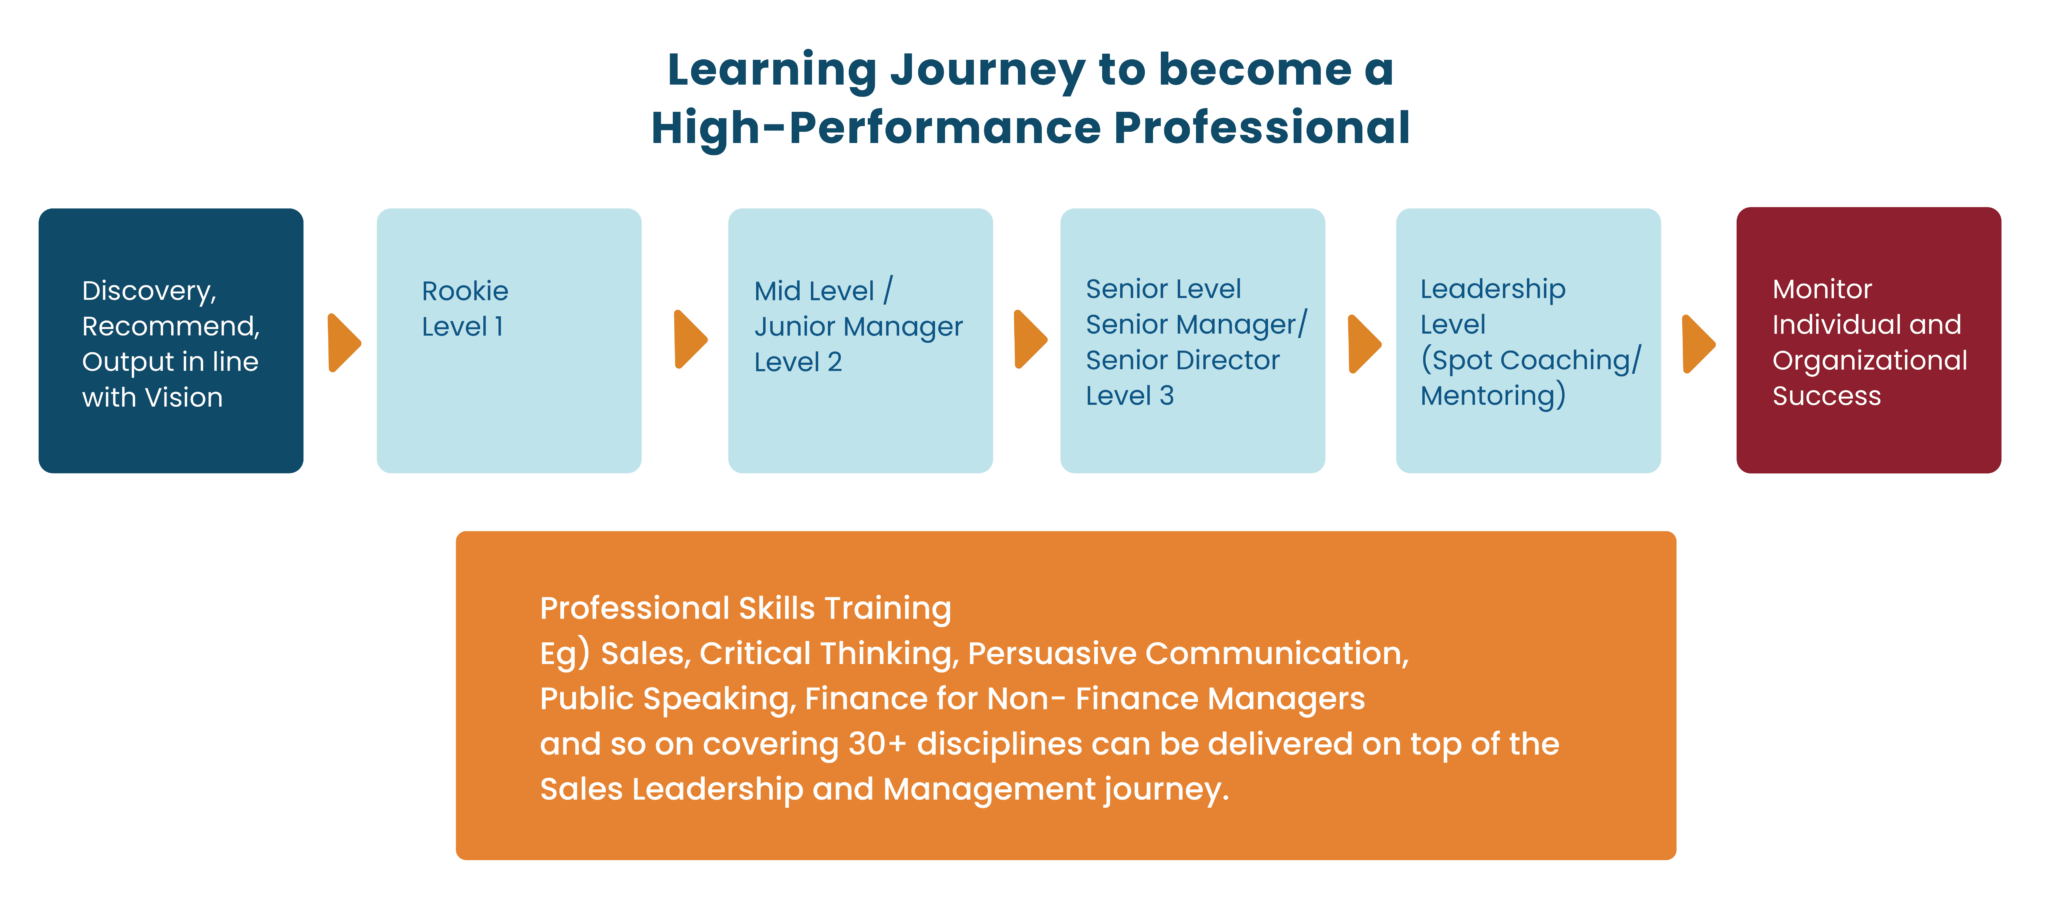 Learning Journey to become a
High-Performance Professional
Discovery,
Recommend,
Output in line
with Vision
Rookie
Level 1
Mid Level /
Junior Manager
Level 2
Senior Level
Senior Manager/
Senior Director
Level 3
Leadership
Level
(Spot Coaching/
Mentoring)
Monitor
Individual and
Organizational
Success
Professional Skills Training
Eg) Sales, Critical Thinking, Persuasive Communication,
Public Speaking, Finance for Non- Finance Managers
and so on covering 30+ disciplines can be delivered on top of the
Sales Leadership and Management journey.